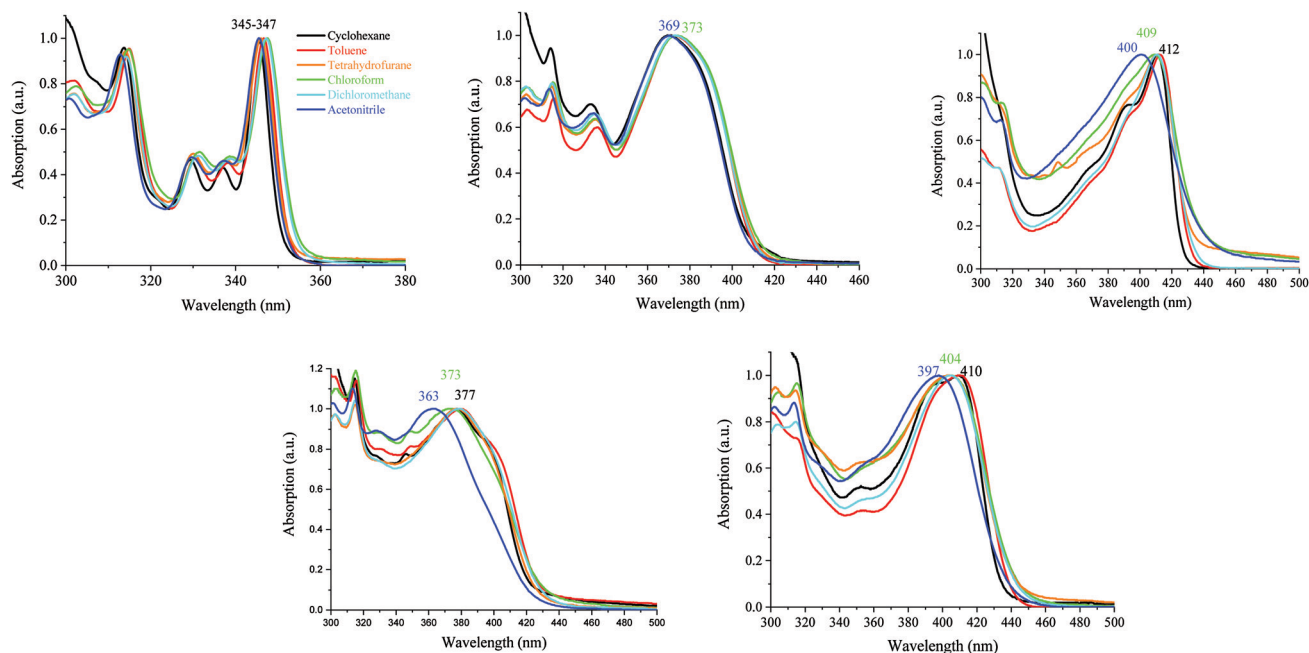 345-347
Cyclohexane
Toluene
Tetrahydrofurane
Chloroform
Dichloromethane
Acetonitrile
1.0
0.8
0.6
0.4
0.2
0.0
Absorption (a.u.)
300 320 340 360 380
Wavelength (nm)
369 373
1.0
0.8
0.6
0.4
0.2
0.0
Absorption (a.u.)
300 320 340 360 380 400 420 440 460
Wavelength (nm)
409
400 412
1.0
0.8
0.6
0.4
0.2
0.0
Absorption (a.u.)
300 320 340 360 380 400 420 440 460 480 500
Wavelength (nm)
373
363 377
1.2
1.0
0.8
0.6
0.4
0.2
0.0
Absorption (a.u.)
300 320 340 360 380 400 420 440 460 480 500
Wavelength (nm)
404
397 410
1.0
0.8
0.6
0.4
0.2
0.0
Absorption (a.u.)
300 320 340 360 380 400 420 440 460 480 500
Wavelength (nm)